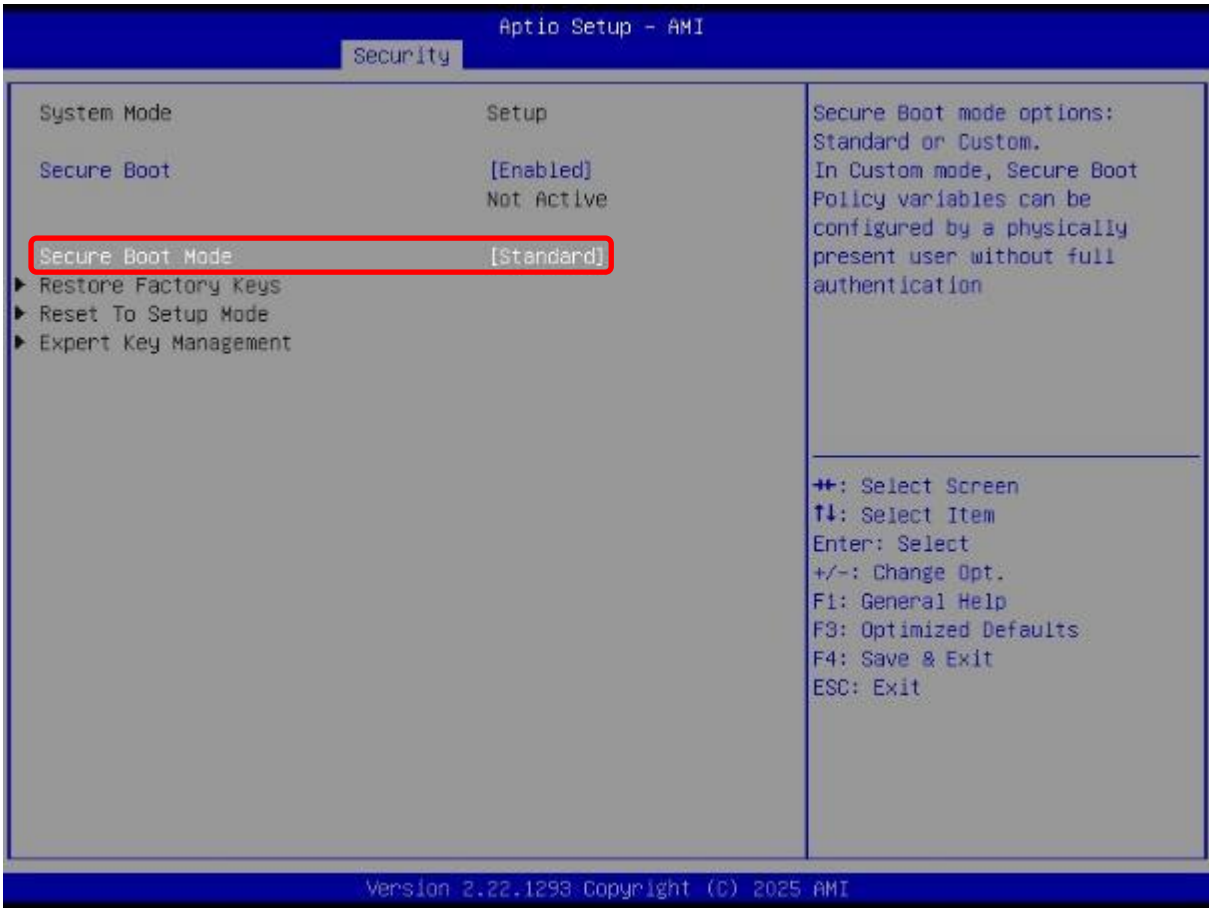 Aptio Setup - AMI
Security
System Mode Setup
Secure Boot [Enabled]
Not Active
Secure Boot Mode [Standard]
Restore Factory Keys
Reset To Setup Mode
Expert Key Management
Secure Boot mode options:
Standard or Custom.
In Custom mode, Secure Boot
Policy variables can be
configured by a physically
present user without full
authentication
→←: Select Screen
↑↓: Select Item
Enter: Select
+/-: Change Opt.
F1: General Help
F3: Optimized Defaults
F4: Save & Exit
ESC: Exit
Version 2.22.1293 Copyright (C) 2025 AMI